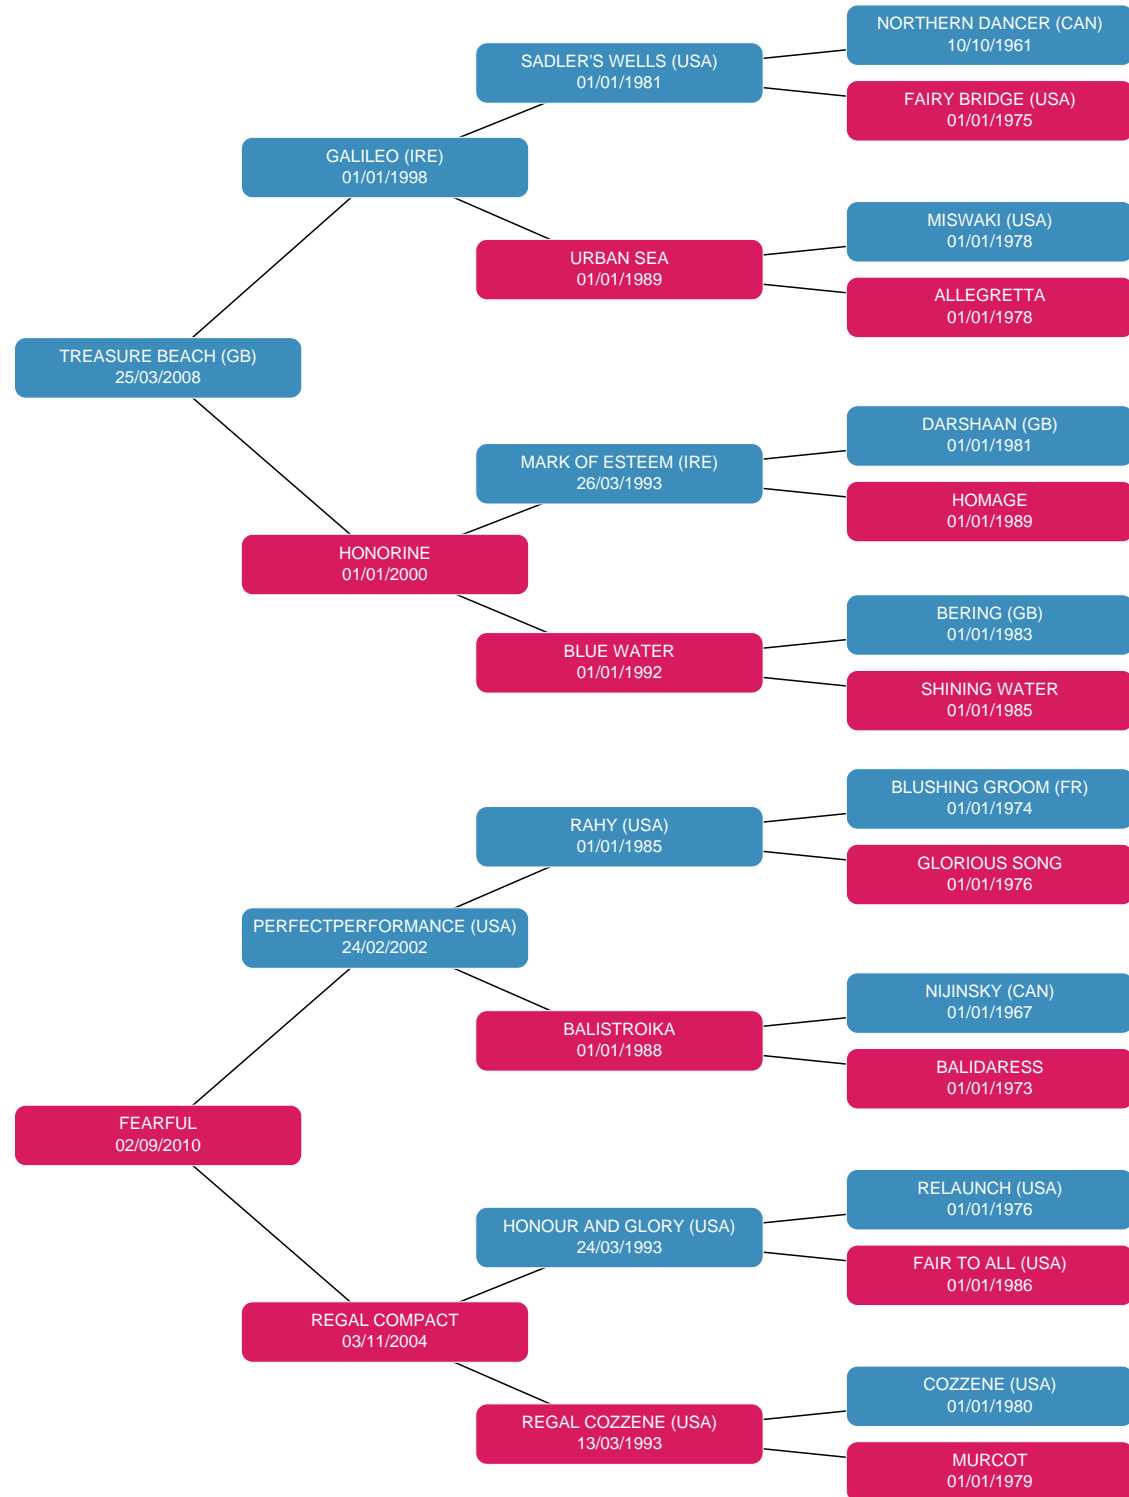 NORTHERN DANCER (CAN)
10/10/1961
SADLER'S WELLS (USA)
01/01/1981
FAIRY BRIDGE (USA)
01/01/1975
GALILEO (IRE)
01/01/1998
MISWAKI (USA)
01/01/1978
URBAN SEA
01/01/1989
ALLEGRETTA
01/01/1978
TREASURE BEACH (GB)
25/03/2008
DARSHAAN (GB)
01/01/1981
MARK OF ESTEEM (IRE)
26/03/1993
HOMAGE
01/01/1989
HONORINE
01/01/2000
BERING (GB)
01/01/1983
BLUE WATER
01/01/1992
SHINING WATER
01/01/1985
BLUSHING GROOM (FR)
01/01/1974
RAHY (USA)
01/01/1985
GLORIOUS SONG
01/01/1976
PERFECTPERFORMANCE (USA)
24/02/2002
NIJINSKY (CAN)
01/01/1967
BALISTROIKA
01/01/1988
BALIDARESS
01/01/1973
FEARFUL
02/09/2010
RELAUNCH (USA)
01/01/1976
HONOUR AND GLORY (USA)
24/03/1993
FAIR TO ALL (USA)
01/01/1986
REGAL COMPACT
03/11/2004
COZZENE (USA)
01/01/1980
REGAL COZZENE (USA)
13/03/1993
MURCOT
01/01/1979